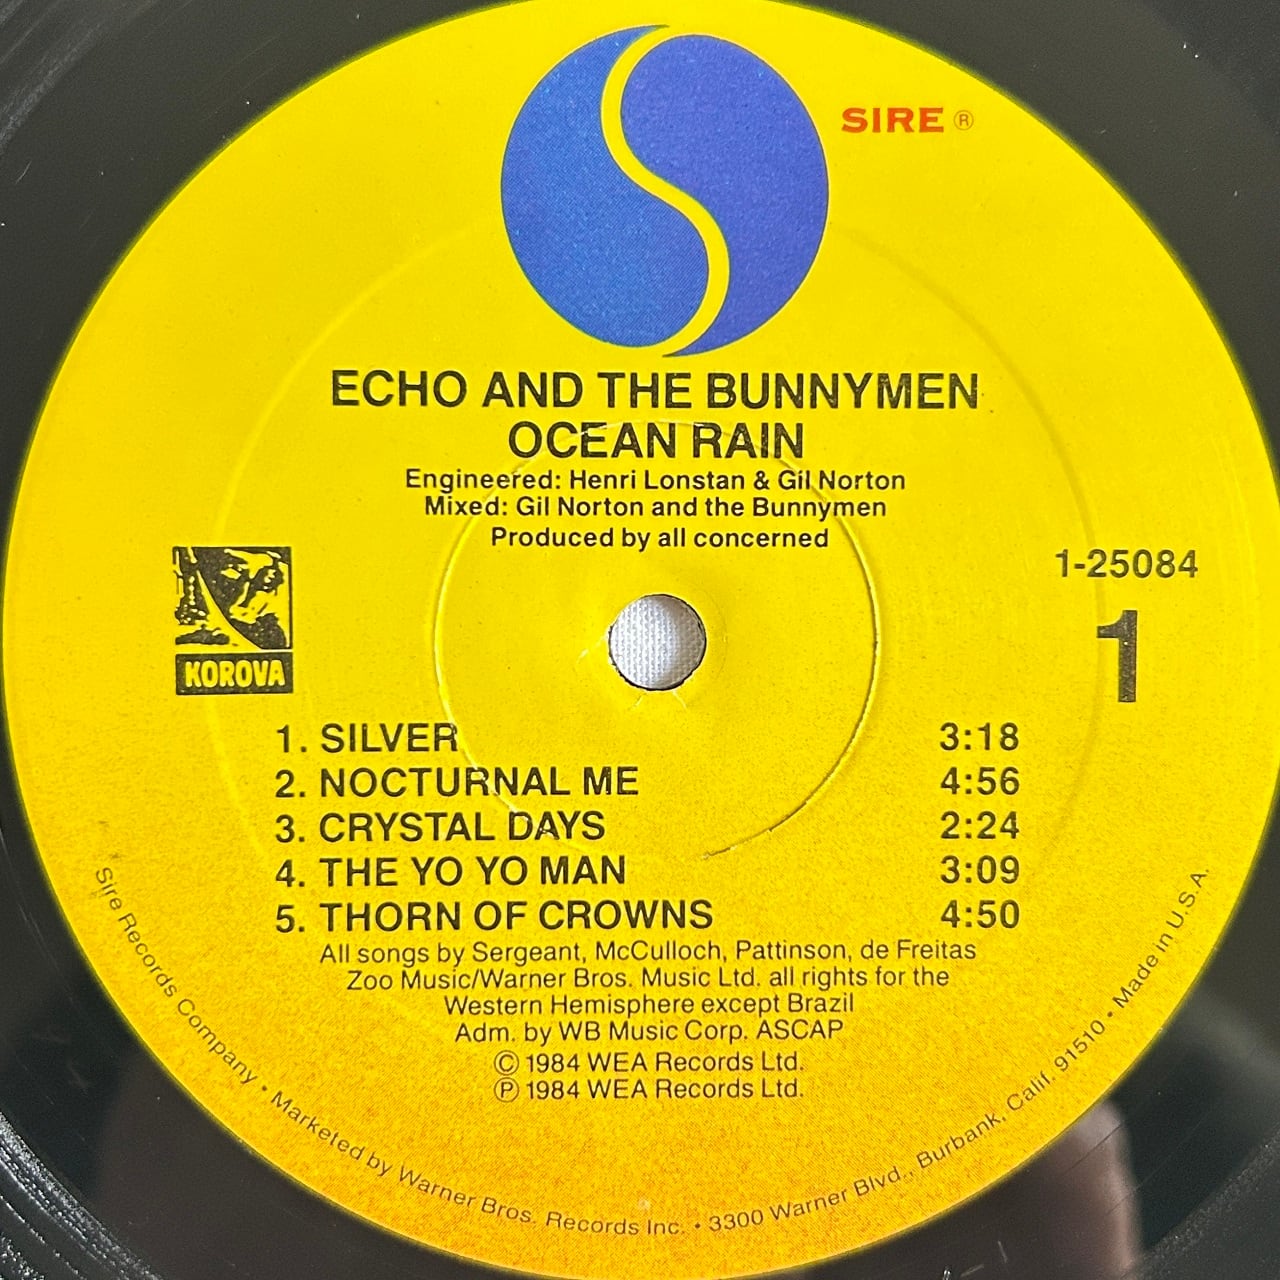 SIRE ®
ECHO AND THE BUNNYMEN
OCEAN RAIN
Engineered: Henri Lonstan & Gil Norton
Mixed: Gil Norton and the Bunnymen
Produced by all concerned
KOROVA
1-25084
1
1. SILVER 3:18
2. NOCTURNAL ME 4:56
3. CRYSTAL DAYS 2:24
4. THE YO YO MAN 3:09
5. THORN OF CROWNS 4:50
All songs by Sergeant, McCulloch, Pattinson, de Freitas
Zoo Music/Warner Bros. Music Ltd. all rights for the
Western Hemisphere except Brazil
Adm. by WB Music Corp. ASCAP
© 1984 WEA Records Ltd.
℗ 1984 WEA Records Ltd.
Sire Records Company • Marketed by Warner Bros. Records Inc. • 3300 Warner Blvd., Burbank, Calif. 91510 • Made in U.S.A.